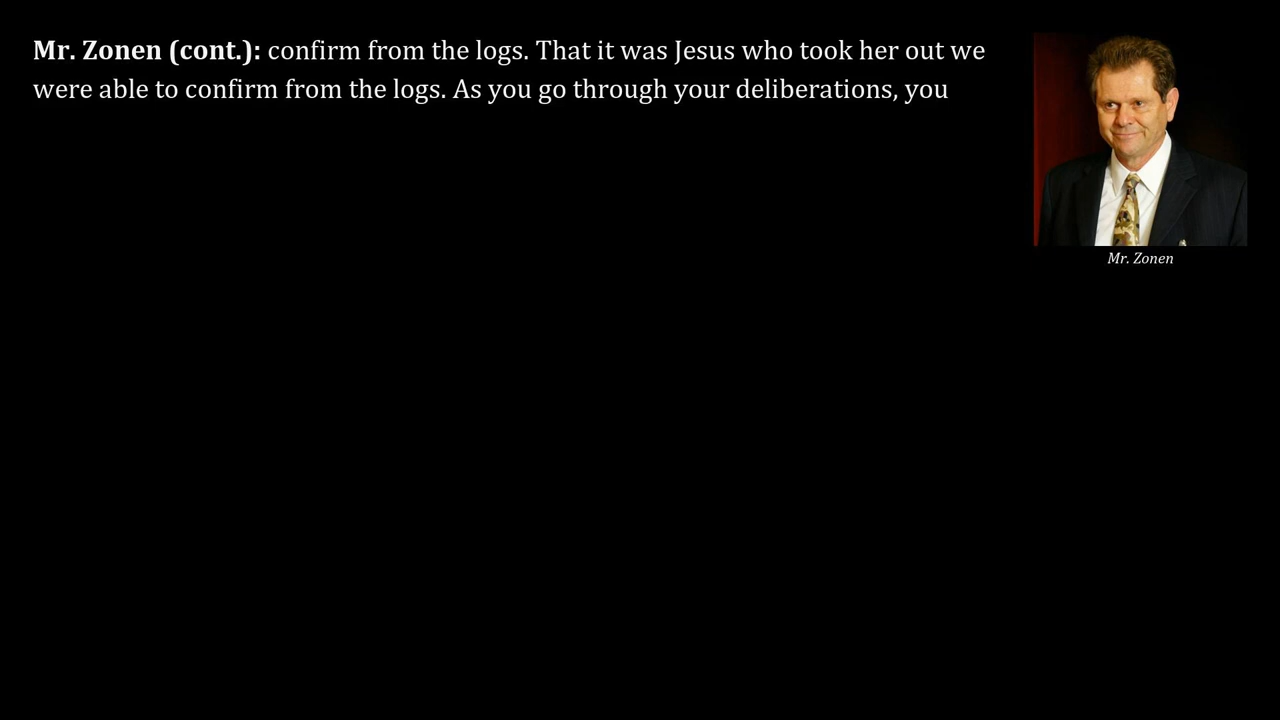 Mr. Zonen (cont.): confirm from the logs. That it was Jesus who took her out we
were able to confirm from the logs. As you go through your deliberations, you
Mr. Zonen